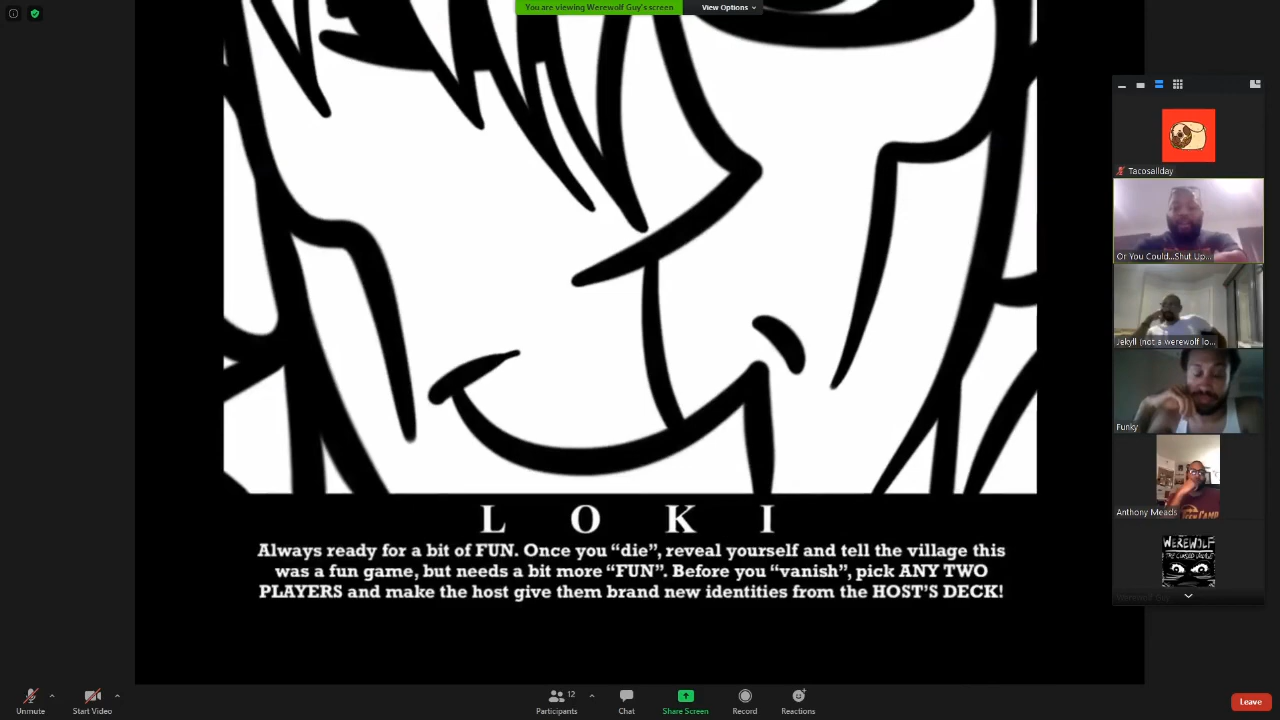 You are viewing Werewolf Guy's screen
View Options
Tacosallday
Or You Could...Shut Up...
Jekyll (not a werewolf lo...
Funky
Anthony Meads
WEREWOLF
THE CURSED VILLAGE
LOKI
Always ready for a bit of FUN. Once you “die”, reveal yourself and tell the village this
was a fun game, but needs a bit more “FUN”. Before you “vanish”, pick ANY TWO
PLAYERS and make the host give them brand new identities from the HOST'S DECK!
Unmute
Start Video
12
Participants
Chat
Share Screen
Record
Reactions
Leave